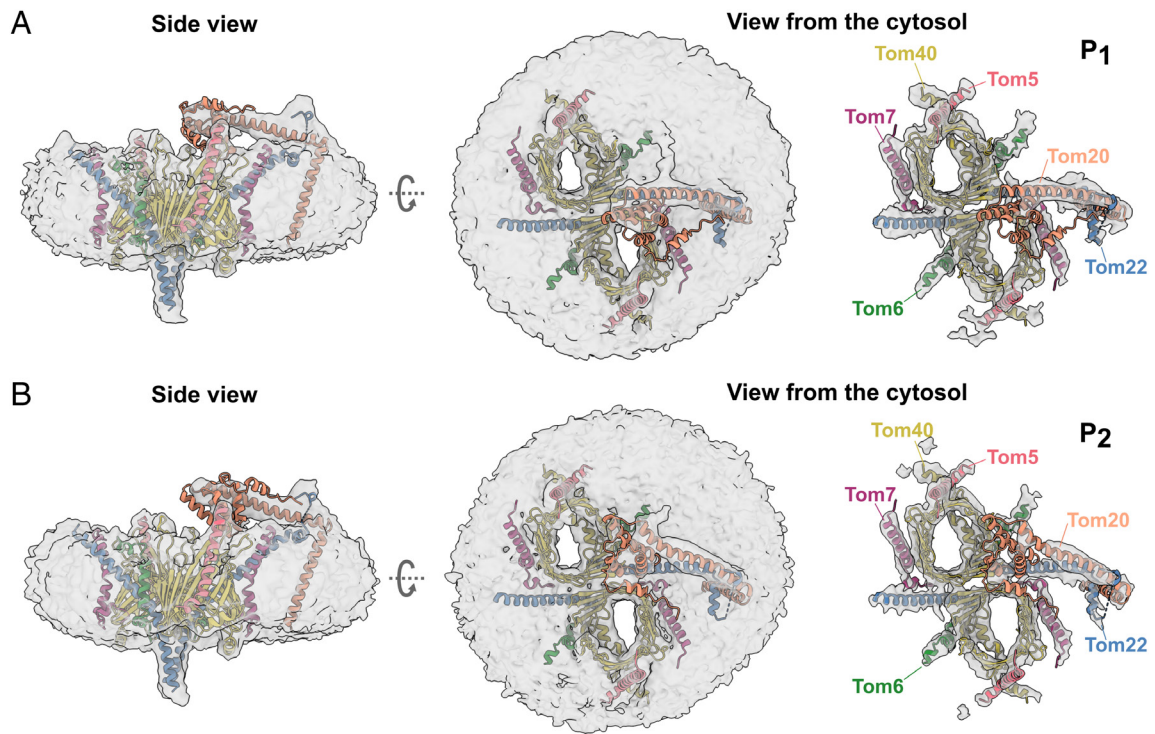 A
Side view
View from the cytosol
P1
Tom40
Tom5
Tom7
Tom20
Tom22
Tom6
B
Side view
View from the cytosol
P2
Tom40
Tom5
Tom7
Tom20
Tom22
Tom6